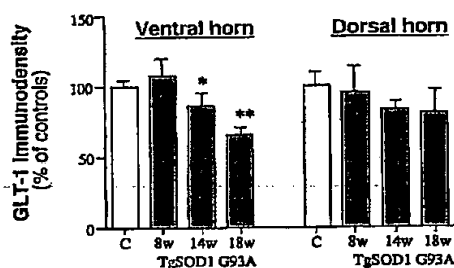 Ventral horn
Dorsal horn
GLT-1 Immunodensity
(% of controls)
150
100
50
0
*
**
C 8w 14w 18w
TgSOD1 G93A
C 8w 14w 18w
TgSOD1 G93A